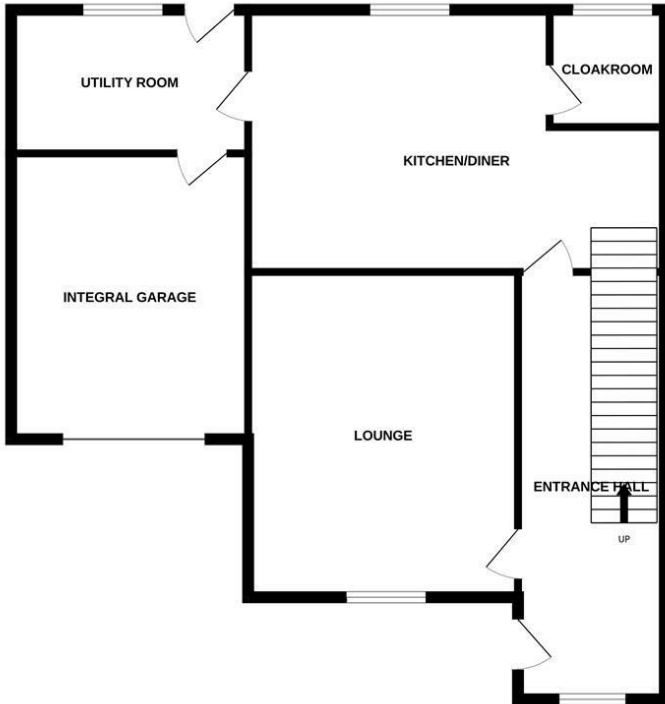 CLOAKROOM
UTILITY ROOM
KITCHEN/DINER
INTEGRAL GARAGE
LOUNGE
ENTRANCE HALL
UP